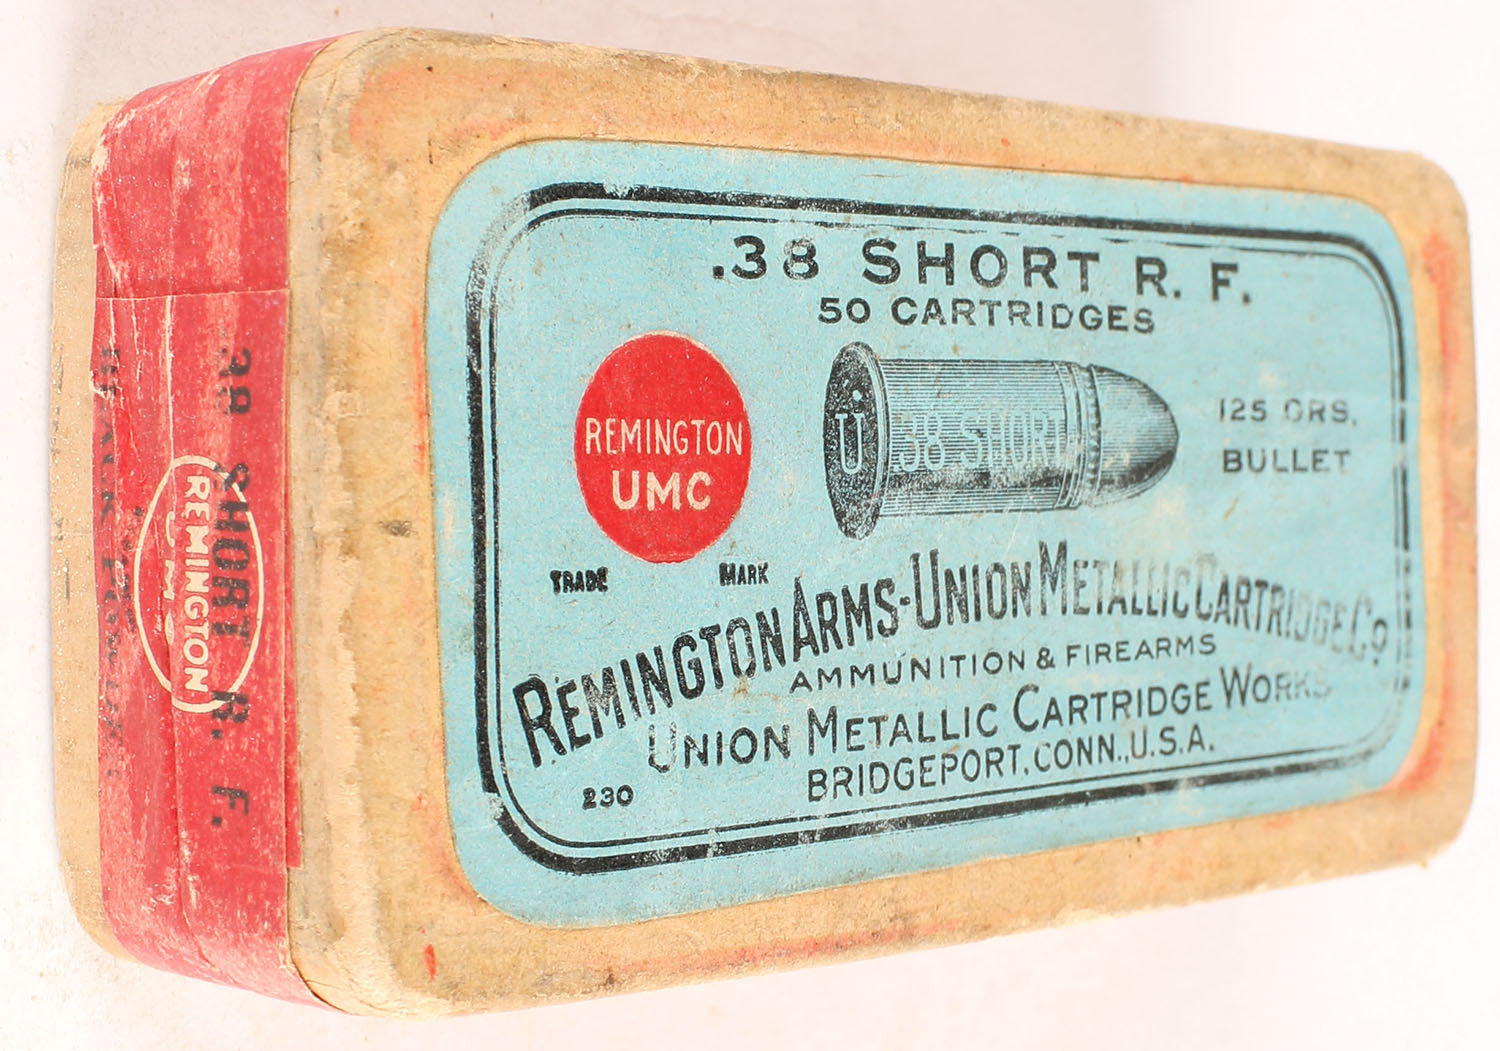 .38 SHORT R. F.
50 CARTRIDGES
REMINGTON
UMC
TRADE MARK
U
38 SHORT
125 GRS.
BULLET
REMINGTON ARMS-UNION METALLIC CARTRIDGE CO
AMMUNITION & FIREARMS
UNION METALLIC CARTRIDGE WORKS
BRIDGEPORT, CONN., U.S.A.
230
.38 SHORT R. F.
REMINGTON